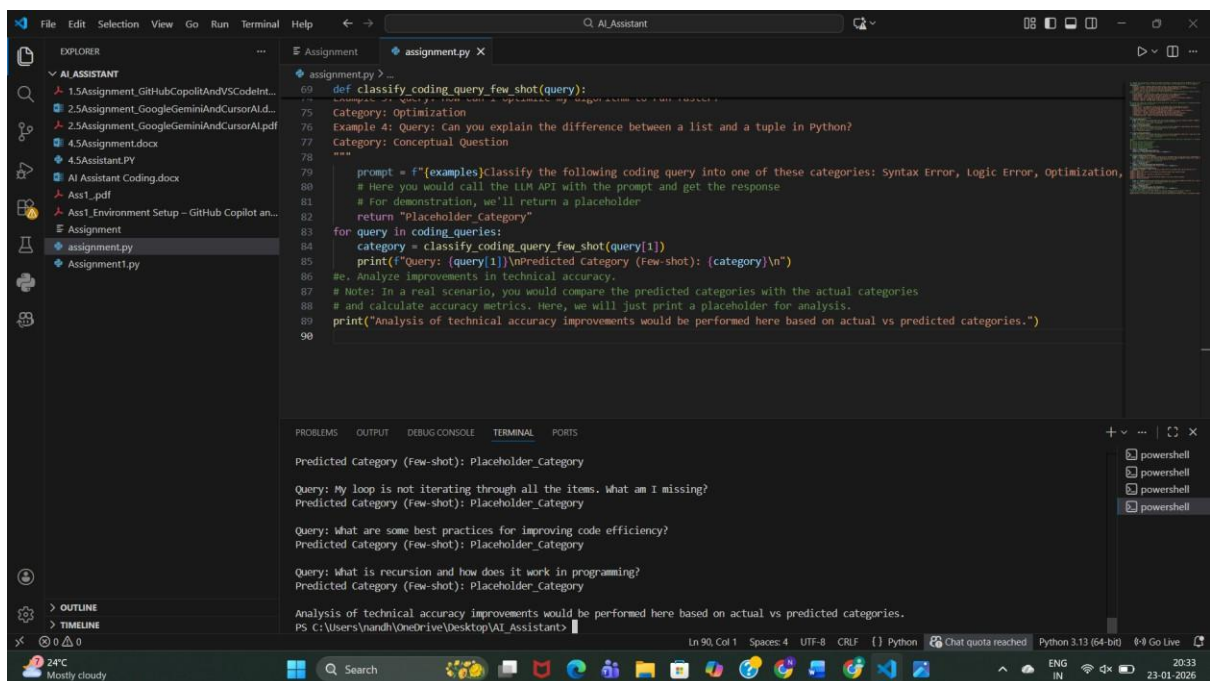 File Edit Selection View Go Run Terminal Help
AI_Assistant
EXPLORER
AI_ASSISTANT
1.5Assignment_GitHubCopolitAndVSCodeInt...
2.5Assignment_GoogleGeminiAndCursorAI.d...
2.5Assignment_GoogleGeminiAndCursorAI.pdf
4.5Assignment.docx
4.5Assistant.PY
AI Assistant Coding.docx
Ass1_.pdf
Ass1_Environment Setup – GitHub Copilot an...
Assignment
assignment.py
Assignment1.py
OUTLINE
TIMELINE
Assignment
assignment.py
assignment.py > ...
69 def classify_coding_query_few_shot(query):
Example 3: Query: How can I optimize my algorithm to run faster?
75 Category: Optimization
76 Example 4: Query: Can you explain the difference between a list and a tuple in Python?
77 Category: Conceptual Question
78 """
79 prompt = f"{examples}Classify the following coding query into one of these categories: Syntax Error, Logic Error, Optimization,
80 # Here you would call the LLM API with the prompt and get the response
81 # For demonstration, we'll return a placeholder
82 return "Placeholder_Category"
83 for query in coding_queries:
84 category = classify_coding_query_few_shot(query[1])
85 print(f"Query: {query[1]}\nPredicted Category (Few-shot): {category}\n")
86 #e. Analyze improvements in technical accuracy.
87 # Note: In a real scenario, you would compare the predicted categories with the actual categories
88 # and calculate accuracy metrics. Here, we will just print a placeholder for analysis.
89 print("Analysis of technical accuracy improvements would be performed here based on actual vs predicted categories.")
90
PROBLEMS OUTPUT DEBUG CONSOLE TERMINAL PORTS
Predicted Category (Few-shot): Placeholder_Category
Query: My loop is not iterating through all the items. What am I missing?
Predicted Category (Few-shot): Placeholder_Category
Query: What are some best practices for improving code efficiency?
Predicted Category (Few-shot): Placeholder_Category
Query: What is recursion and how does it work in programming?
Predicted Category (Few-shot): Placeholder_Category
Analysis of technical accuracy improvements would be performed here based on actual vs predicted categories.
PS C:\Users\nandh\OneDrive\Desktop\AI_Assistant>
powershell
powershell
powershell
powershell
0 0 Ln 90, Col 1 Spaces: 4 UTF-8 CRLF {} Python Chat quota reached Python 3.13 (64-bit) Go Live
24°C
Mostly cloudy
Search
ENG
IN
20:33
23-01-2026